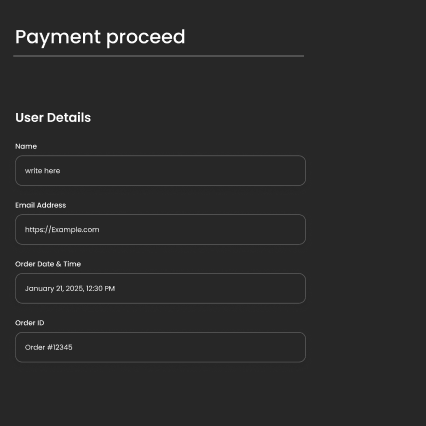 Payment proceed
User Details
Name
write here
Email Address
https://Example.com
Order Date & Time
January 21, 2025, 12:30 PM
Order ID
Order #12345